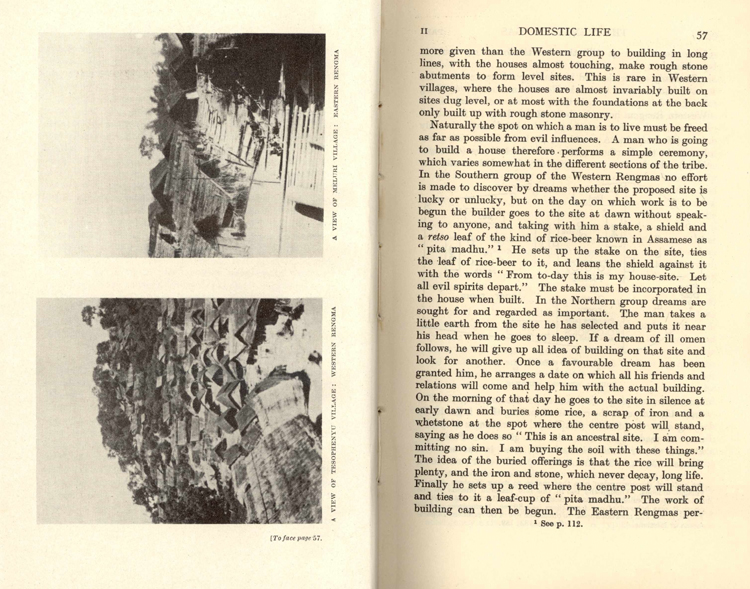 A VIEW OF MELURI VILLAGE: EASTERN RENGMA
A VIEW OF TESOPHENYU VILLAGE: WESTERN RENGMA
[To face page 57.
II DOMESTIC LIFE 57
more given than the Western group to building in long
lines, with the houses almost touching, make rough stone
abutments to form level sites. This is rare in Western
villages, where the houses are almost invariably built on
sites dug level, or at most with the foundations at the back
only built up with rough stone masonry.
Naturally the spot on which a man is to live must be freed
as far as possible from evil influences. A man who is going
to build a house therefore performs a simple ceremony,
which varies somewhat in the different sections of the tribe.
In the Southern group of the Western Rengmas no effort
is made to discover by dreams whether the proposed site is
lucky or unlucky, but on the day on which work is to be
begun the builder goes to the site at dawn without speak-
ing to anyone, and taking with him a stake, a shield and
a retso leaf of the kind of rice-beer known in Assamese as
“ pita madhu.” ¹ He sets up the stake on the site, ties
the leaf of rice-beer to it, and leans the shield against it
with the words “ From to-day this is my house-site. Let
all evil spirits depart.” The stake must be incorporated in
the house when built. In the Northern group dreams are
sought for and regarded as important. The man takes a
little earth from the site he has selected and puts it near
his head when he goes to sleep. If a dream of ill omen
follows, he will give up all idea of building on that site and
look for another. Once a favourable dream has been
granted him, he arranges a date on which all his friends and
relations will come and help him with the actual building.
On the morning of that day he goes to the site in silence at
early dawn and buries some rice, a scrap of iron and a
whetstone at the spot where the centre post will stand,
saying as he does so “ This is an ancestral site. I am com-
mitting no sin. I am buying the soil with these things.”
The idea of the buried offerings is that the rice will bring
plenty, and the iron and stone, which never decay, long life.
Finally he sets up a reed where the centre post will stand
and ties to it a leaf-cup of “ pita madhu.” The work of
building can then be begun. The Eastern Rengmas per-
¹ See p. 112.